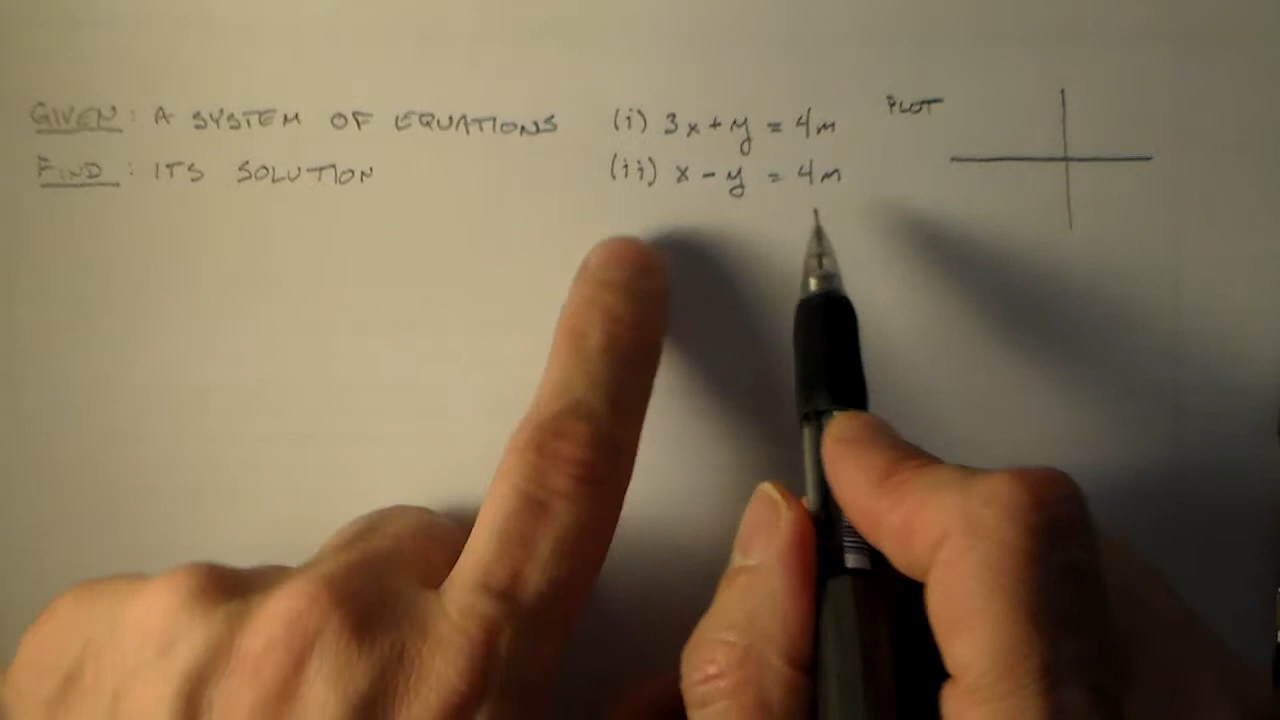 GIVEN: A SYSTEM OF EQUATIONS (i) 3x+y = 4m PLOT
FIND: ITS SOLUTION (ii) x-y = 4m